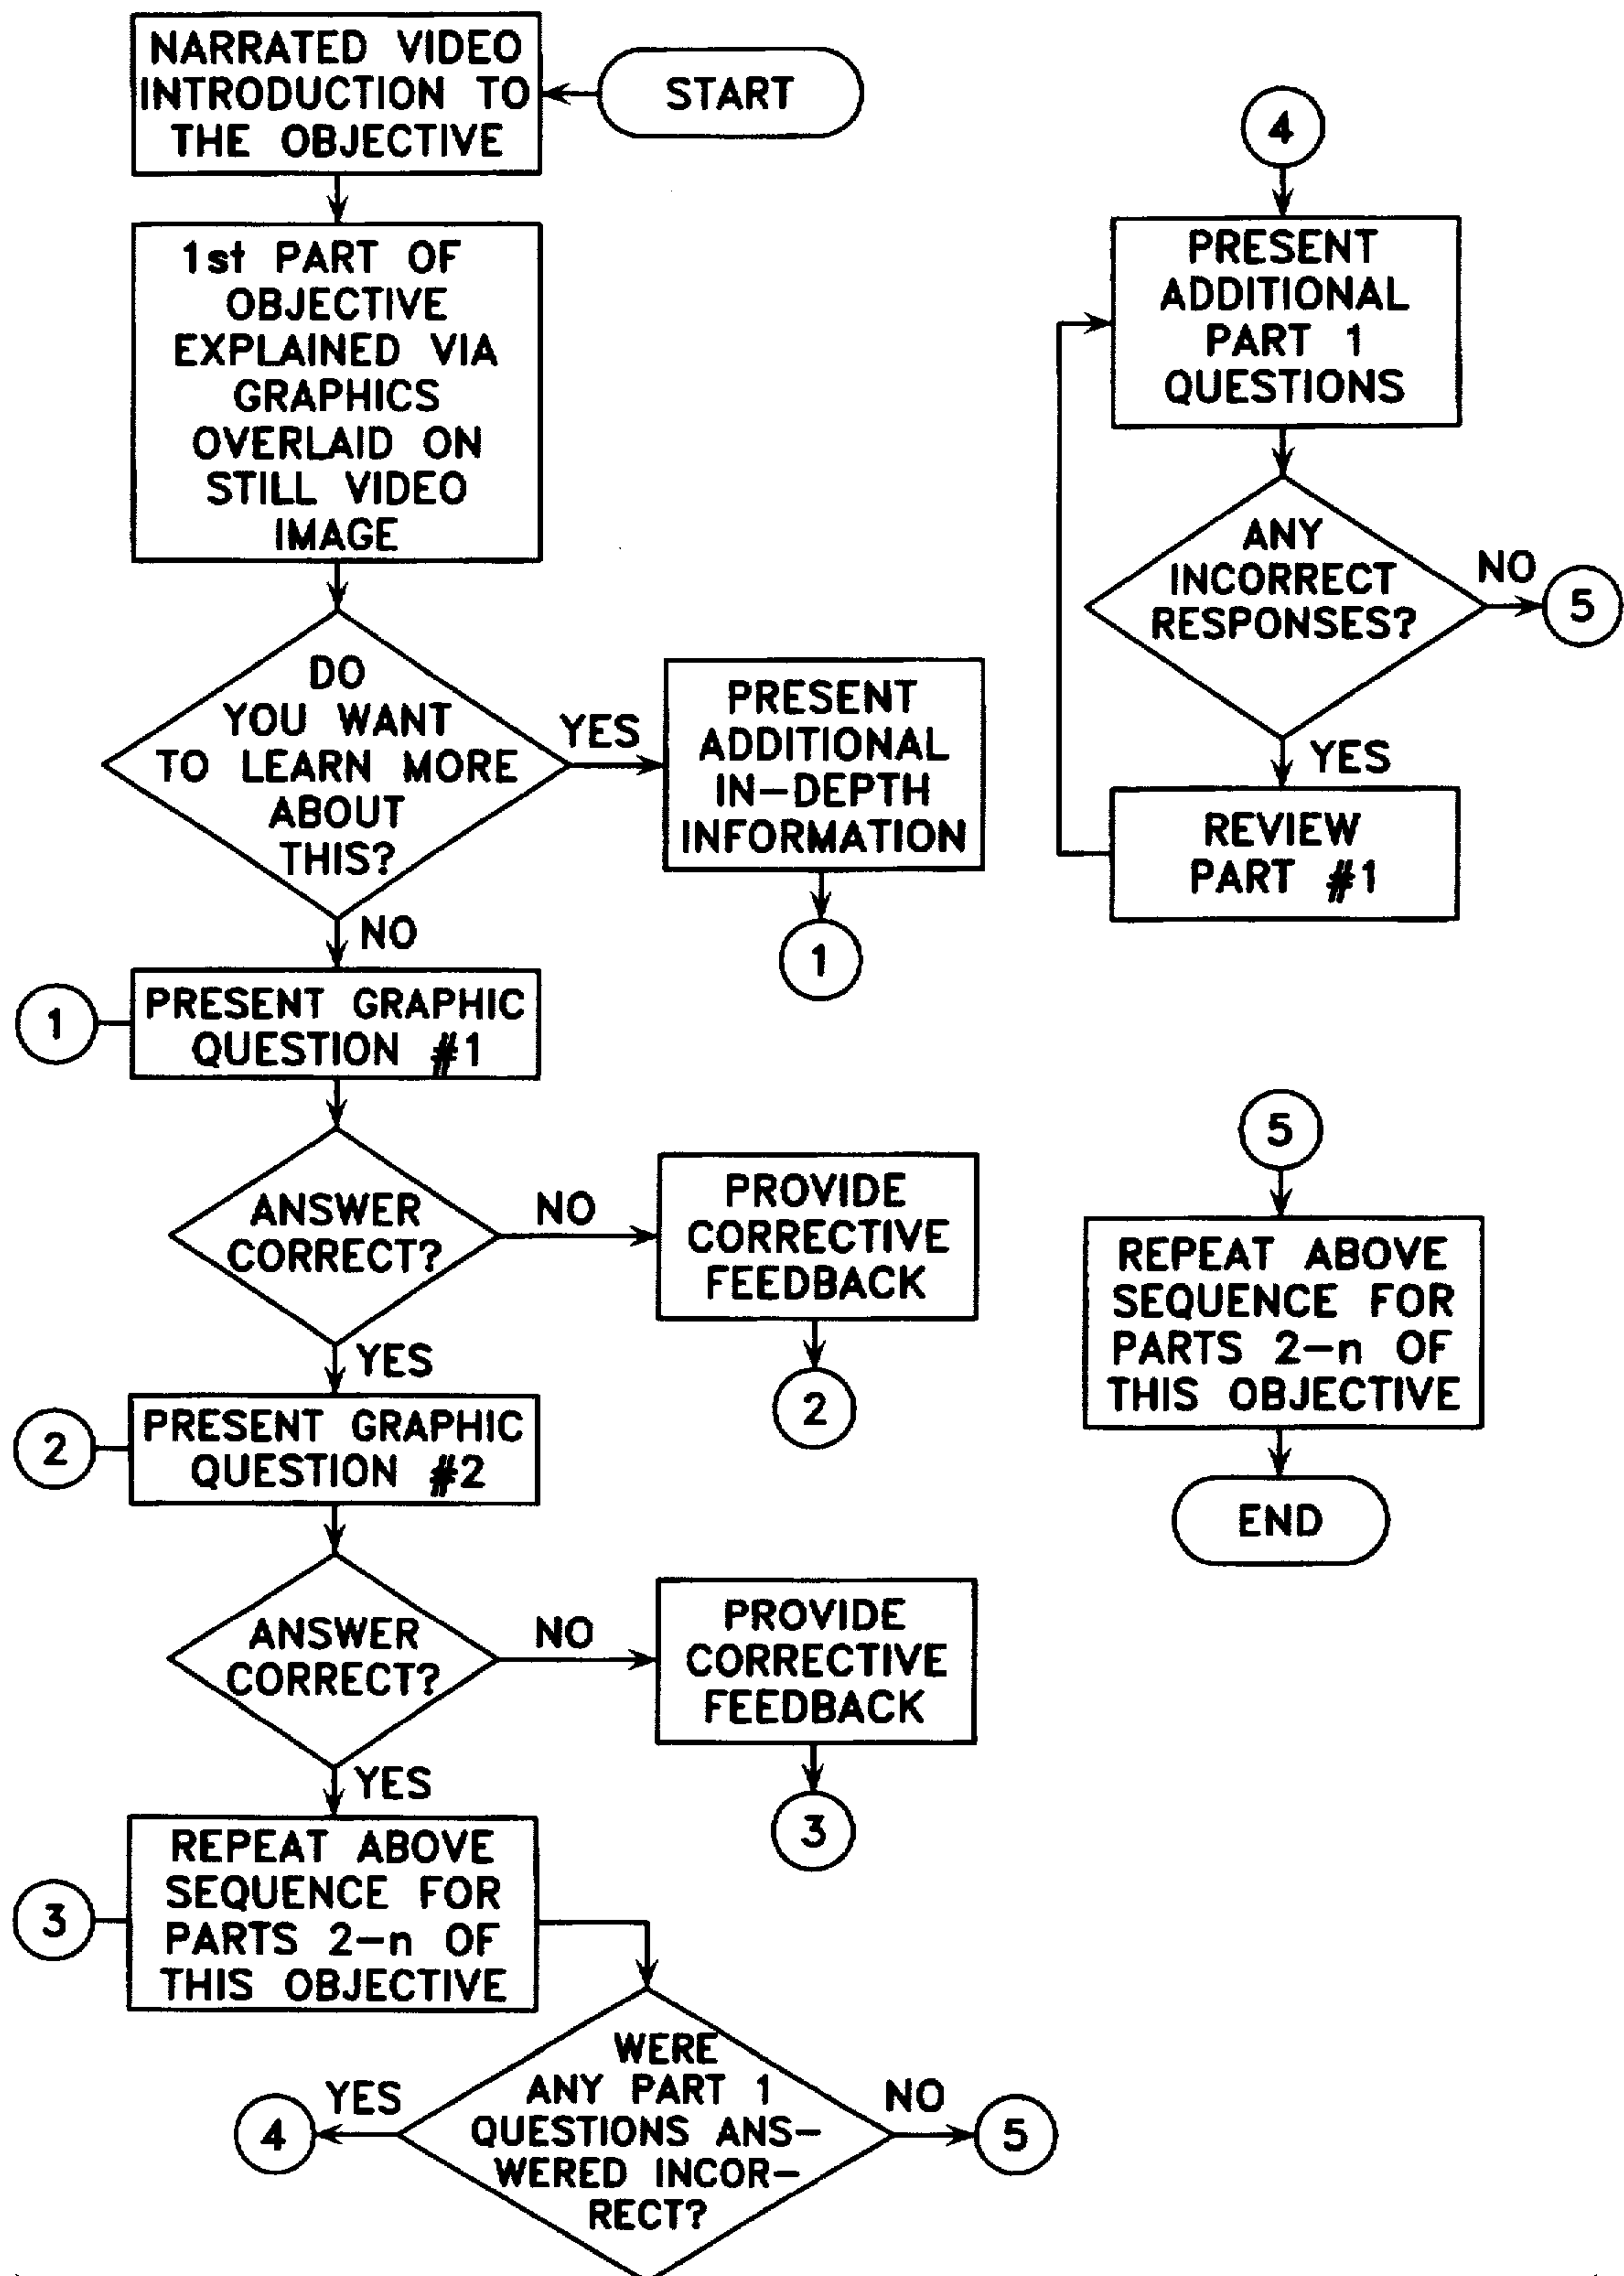 NARRATED VIDEO
INTRODUCTION TO
THE OBJECTIVE
START
1st PART OF
OBJECTIVE
EXPLAINED VIA
GRAPHICS
OVERLAID ON
STILL VIDEO
IMAGE
DO
YOU WANT
TO LEARN MORE
ABOUT
THIS?
YES
PRESENT
ADDITIONAL
IN-DEPTH
INFORMATION
1
NO
1
PRESENT GRAPHIC
QUESTION #1
ANSWER
CORRECT?
NO
PROVIDE
CORRECTIVE
FEEDBACK
2
YES
2
PRESENT GRAPHIC
QUESTION #2
ANSWER
CORRECT?
NO
PROVIDE
CORRECTIVE
FEEDBACK
3
YES
3
REPEAT ABOVE
SEQUENCE FOR
PARTS 2-n OF
THIS OBJECTIVE
WERE
ANY PART 1
QUESTIONS ANS-
WERED INCOR-
RECT?
YES
4
NO
5
4
PRESENT
ADDITIONAL
PART 1
QUESTIONS
ANY
INCORRECT
RESPONSES?
NO
5
YES
REVIEW
PART #1
5
REPEAT ABOVE
SEQUENCE FOR
PARTS 2-n OF
THIS OBJECTIVE
END